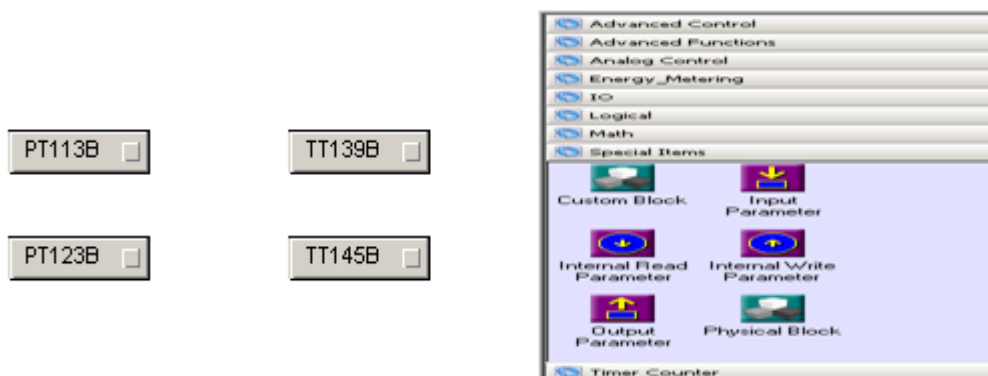 PT113B
TT139B
PT123B
TT145B
Advanced Control
Advanced Functions
Analog Control
Energy_Metering
IO
Logical
Math
Special Items
Custom Block
Input
Parameter
Internal Read
Parameter
Internal Write
Parameter
Output
Parameter
Physical Block
Timer Counter